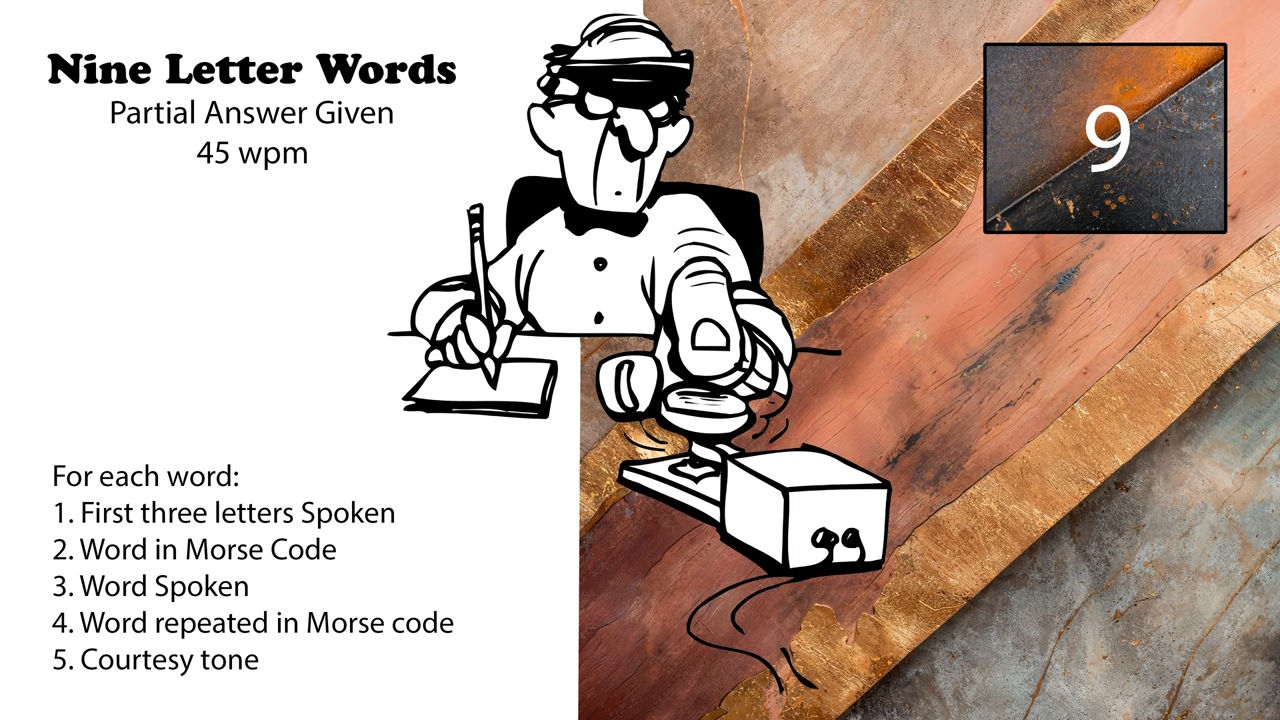 Nine Letter Words
Partial Answer Given
45 wpm
9
For each word:
1. First three letters Spoken
2. Word in Morse Code
3. Word Spoken
4. Word repeated in Morse code
5. Courtesy tone